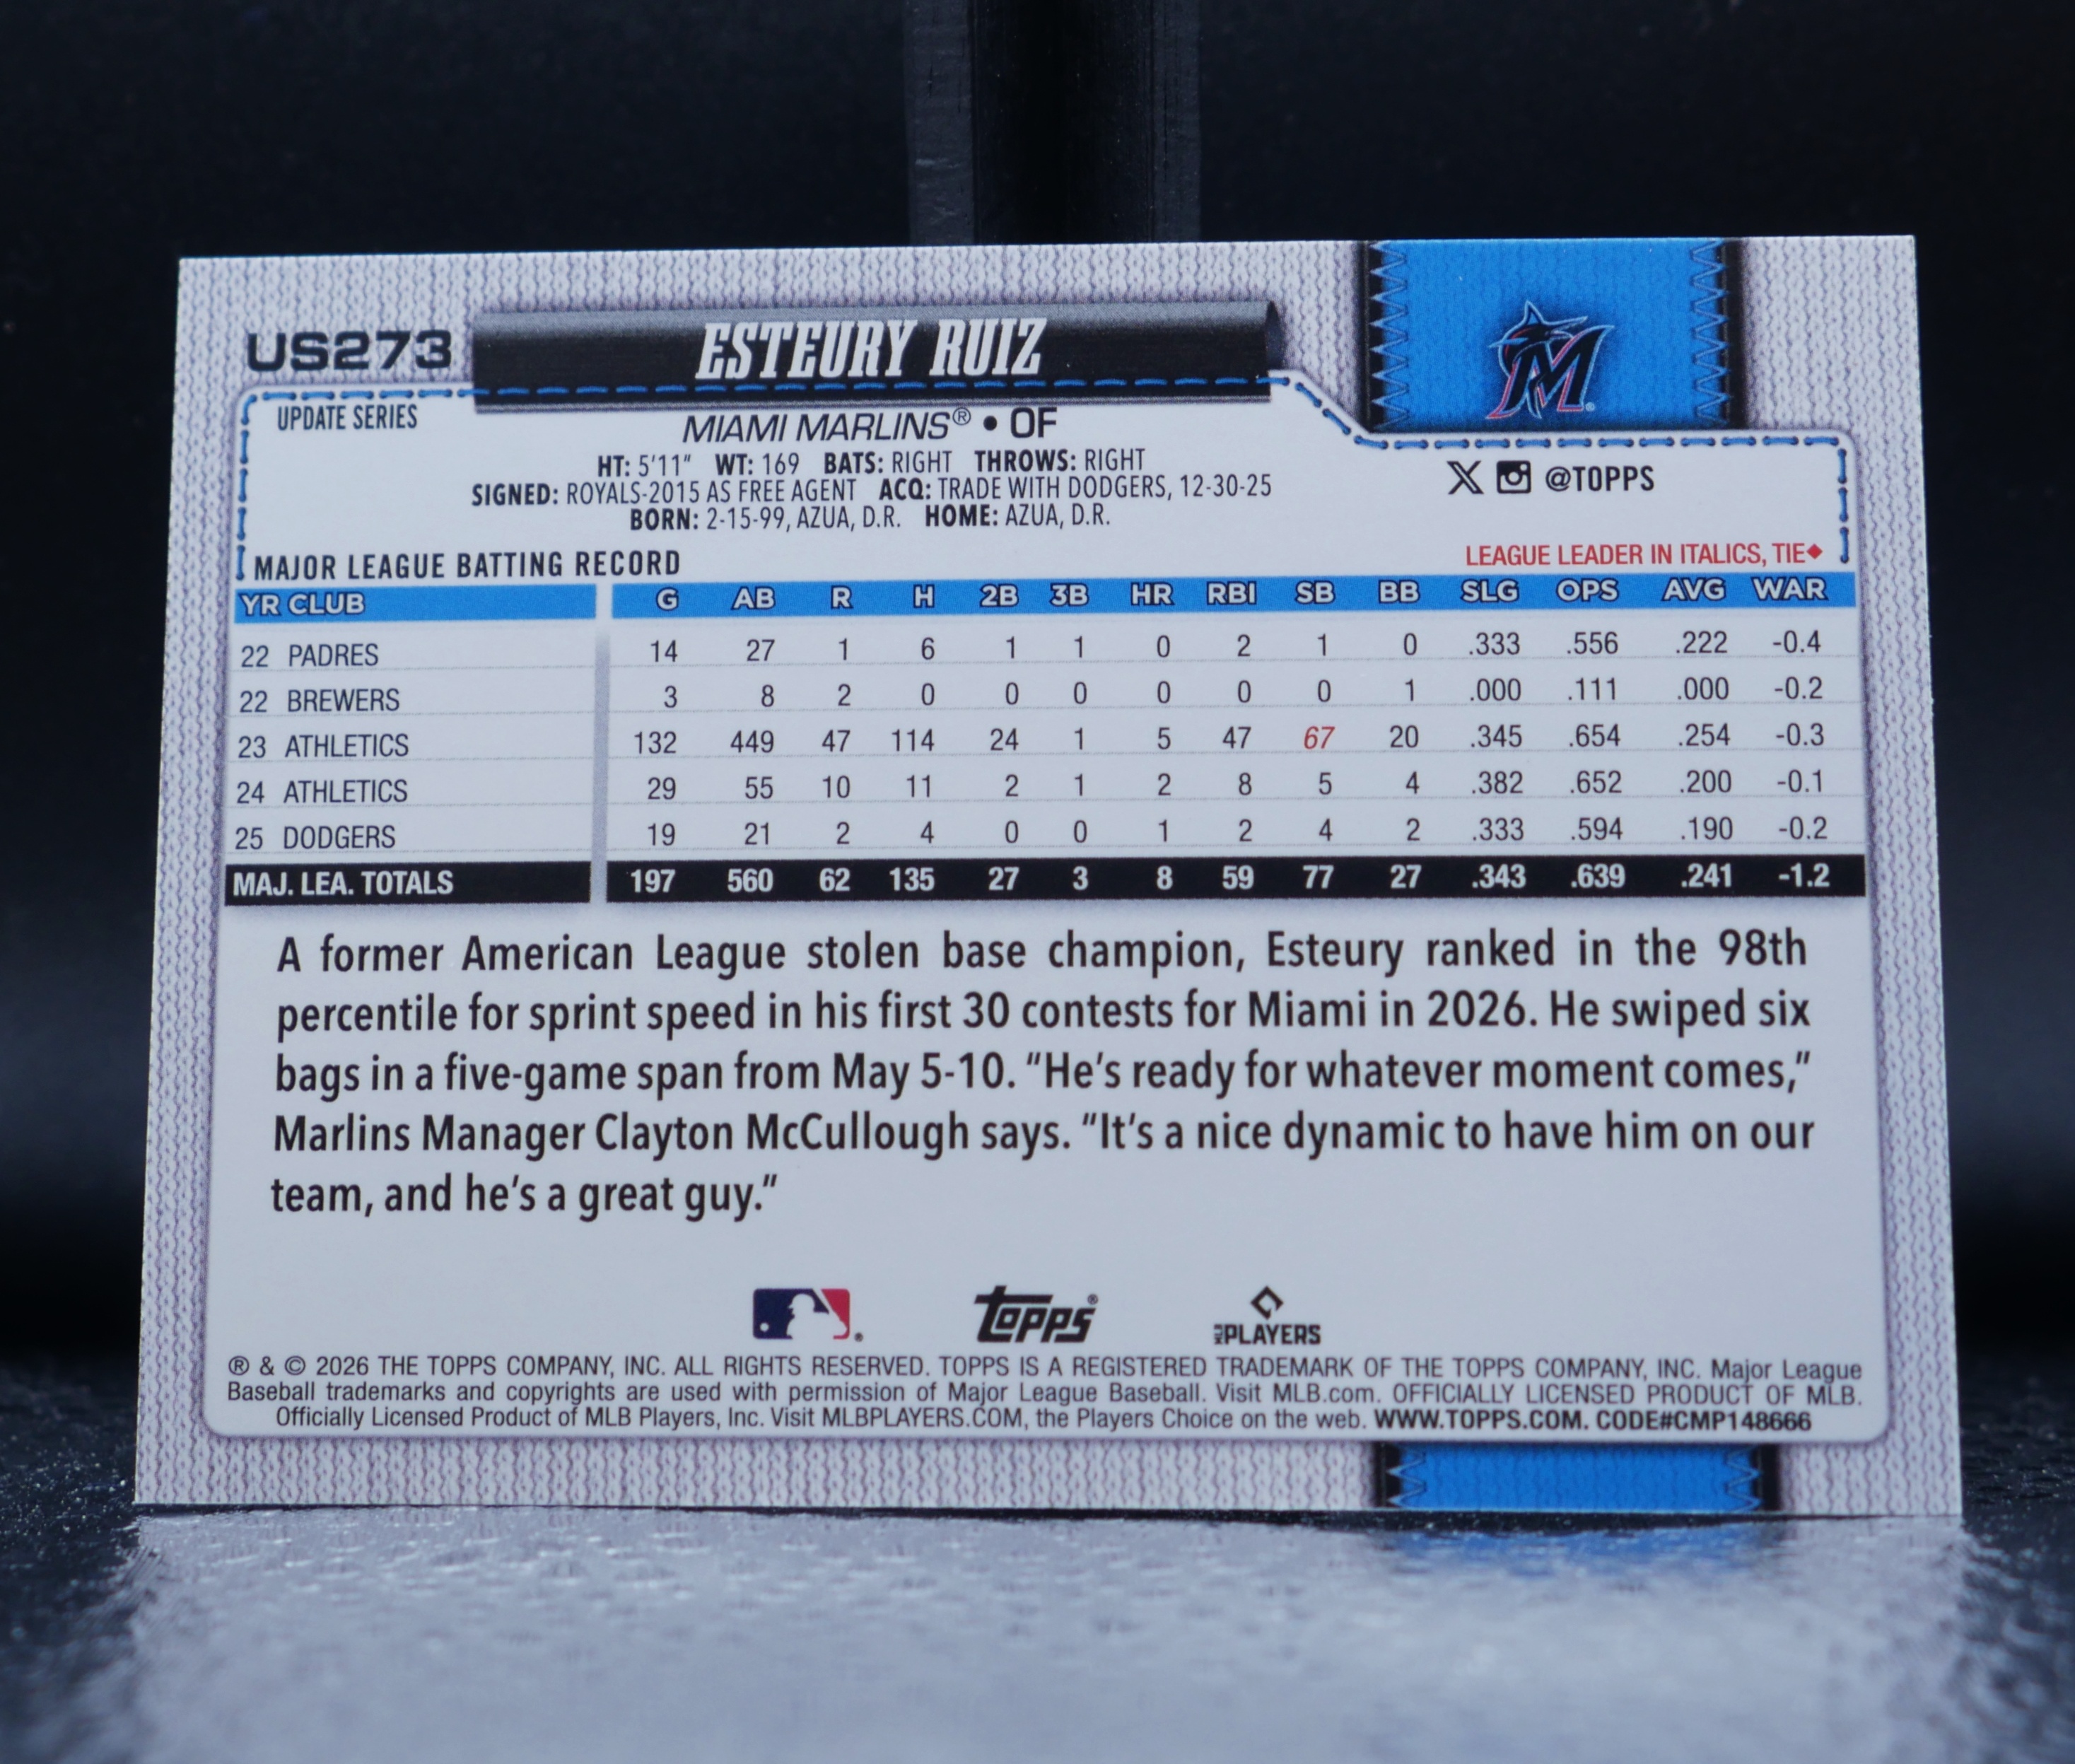 US273
ESTEURY RUIZ
M
UPDATE SERIES
MIAMI MARLINS® • OF
HT: 5'11" WT: 169 BATS: RIGHT THROWS: RIGHT
SIGNED: ROYALS-2015 AS FREE AGENT ACQ: TRADE WITH DODGERS, 12-30-25
BORN: 2-15-99, AZUA, D.R. HOME: AZUA, D.R.
@TOPPS
MAJOR LEAGUE BATTING RECORD
LEAGUE LEADER IN ITALICS, TIE◆
YR CLUB G AB R H 2B 3B HR RBI SB BB SLG OPS AVG WAR
22 PADRES 14 27 1 6 1 1 0 2 1 0 .333 .556 .222 -0.4
22 BREWERS 3 8 2 0 0 0 0 0 0 1 .000 .111 .000 -0.2
23 ATHLETICS 132 449 47 114 24 1 5 47 67 20 .345 .654 .254 -0.3
24 ATHLETICS 29 55 10 11 2 1 2 8 5 4 .382 .652 .200 -0.1
25 DODGERS 19 21 2 4 0 0 1 2 4 2 .333 .594 .190 -0.2
MAJ. LEA. TOTALS 197 560 62 135 27 3 8 59 77 27 .343 .639 .241 -1.2
A former American League stolen base champion, Esteury ranked in the 98th
percentile for sprint speed in his first 30 contests for Miami in 2026. He swiped six
bags in a five-game span from May 5-10. "He's ready for whatever moment comes,"
Marlins Manager Clayton McCullough says. "It's a nice dynamic to have him on our
team, and he's a great guy."
topps® MLB PLAYERS
® & © 2026 THE TOPPS COMPANY, INC. ALL RIGHTS RESERVED. TOPPS IS A REGISTERED TRADEMARK OF THE TOPPS COMPANY, INC. Major League
Baseball trademarks and copyrights are used with permission of Major League Baseball. Visit MLB.com. OFFICIALLY LICENSED PRODUCT OF MLB.
Officially Licensed Product of MLB Players, Inc. Visit MLBPLAYERS.COM, the Players Choice on the web. WWW.TOPPS.COM. CODE#CMP148666